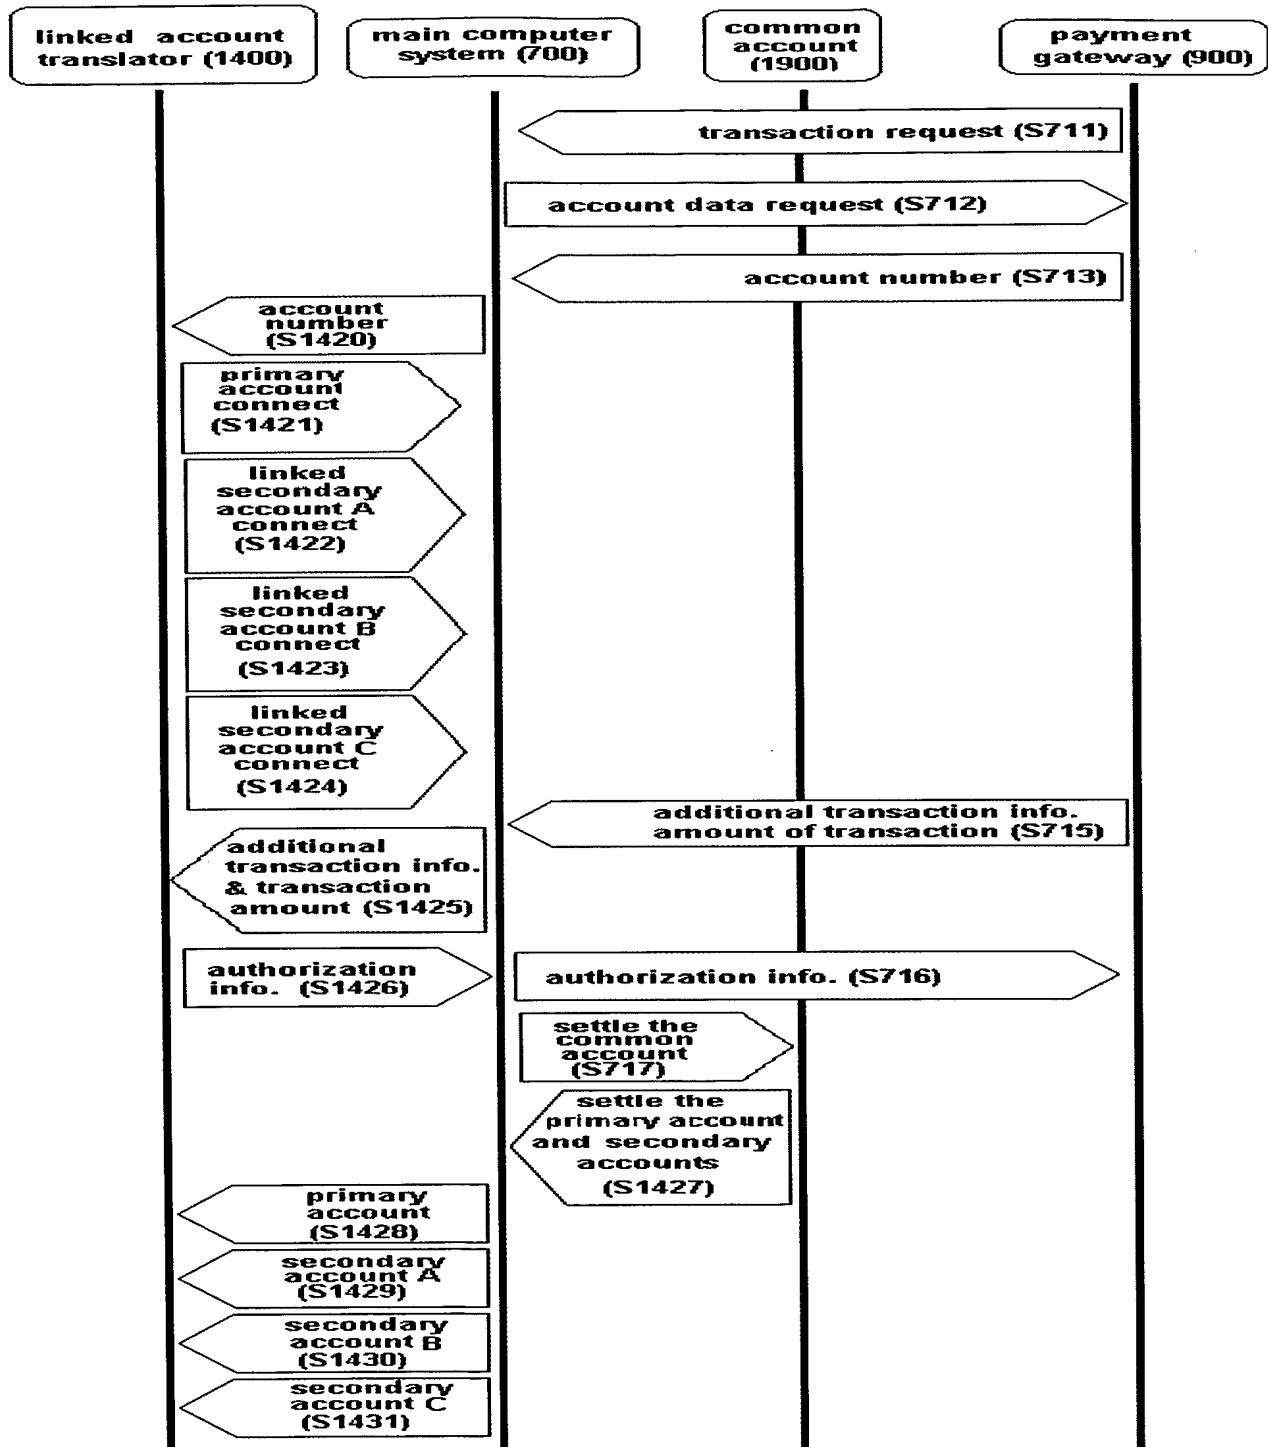 linked account
translator (1400)
main computer
system (700)
common
account
(1900)
payment
gateway (900)
transaction request (S711)
account data request (S712)
account number (S713)
account
number
(S1420)
primary
account
connect
(S1421)
linked
secondary
account A
connect
(S1422)
linked
secondary
account B
connect
(S1423)
linked
secondary
account C
connect
(S1424)
additional transaction info.
amount of transaction (S715)
additional
transaction info.
& transaction
amount (S1425)
authorization
info. (S1426)
authorization info. (S716)
settle the
common
account
(S717)
settle the
primary account
and secondary
accounts
(S1427)
primary
account
(S1428)
secondary
account A
(S1429)
secondary
account B
(S1430)
secondary
account C
(S1431)